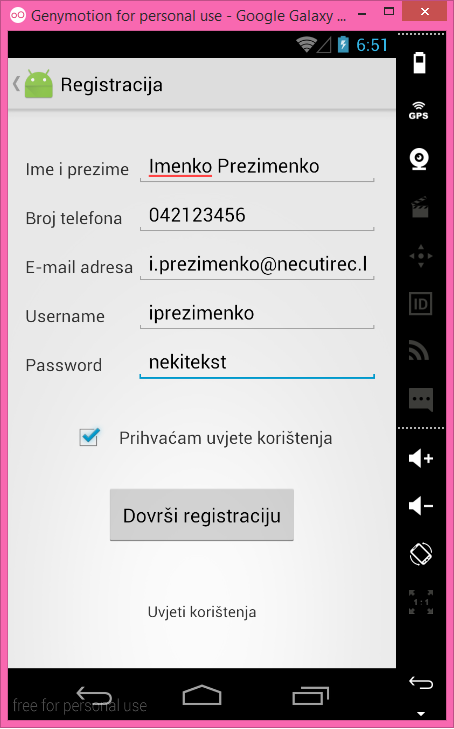 Genymotion for personal use - Google Galaxy ...
6:51
Registracija
GPS
Ime i prezime Imenko Prezimenko
Broj telefona 042123456
E-mail adresa i.prezimenko@necutirec.l
ID
Username iprezimenko
Password nekitekst
Prihvaćam uvjete korištenja
Dovrši registraciju
1:1
Uvjeti korištenja
free for personal use